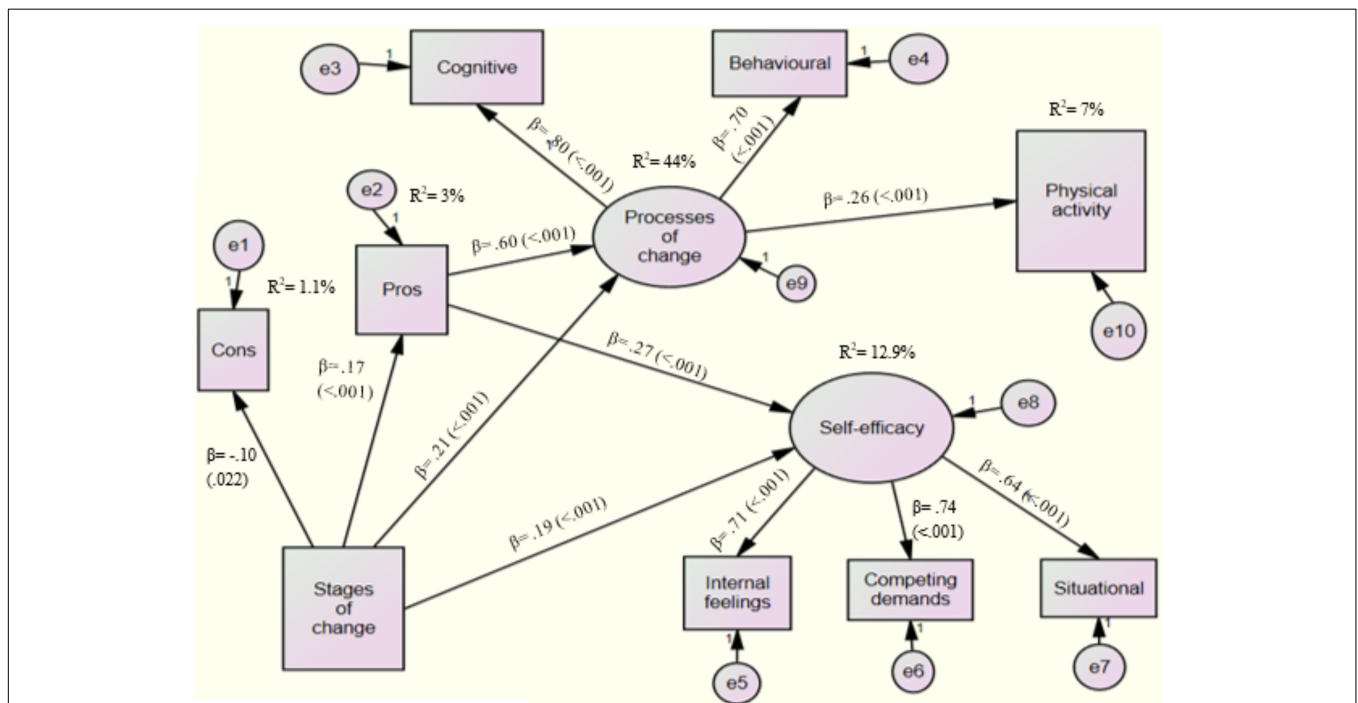 e3
1
Cognitive
Behavioural
1
e4
R²= 7%
β= .80 (<.001)
β= .70
(<.001)
R²= 44%
Physical
activity
e2
R²= 3%
1
Processes
of
change
β= .26 (<.001)
e1
1
β= .60 (<.001)
1
e9
R²= 1.1%
Pros
e10
Cons
β= .17
(<.001)
β= .27 (<.001)
R²= 12.9%
β= .21 (<.001)
Self-efficacy
1
e8
β= -.10
(.022)
β= .19 (<.001)
β= .71 (<.001)
β= .74
(<.001)
β= .64 (<.001)
Stages
of
change
Internal
feelings
Competing
demands
Situational
1
1
1
e5
e6
e7